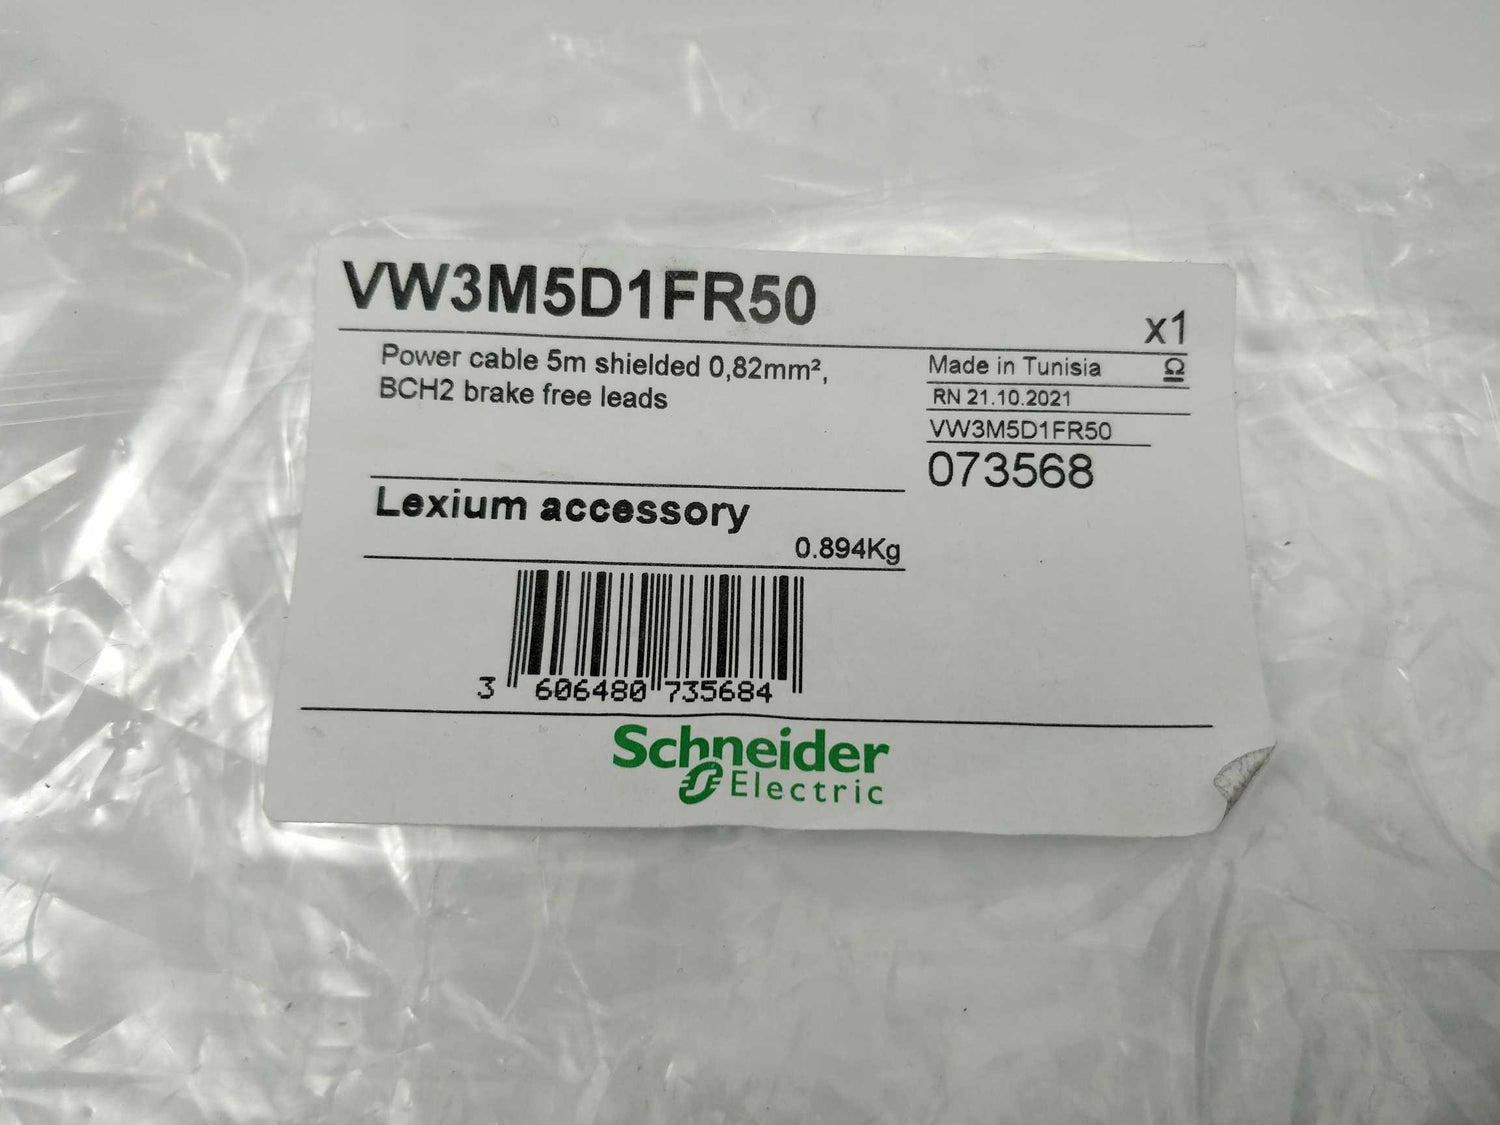 VW3M5D1FR50
x1
Power cable 5m shielded 0,82mm²,
BCH2 brake free leads
Made in Tunisia
RN 21.10.2021
VW3M5D1FR50
073568
Lexium accessory
0.894Kg
3 606480 735684
Schneider
Electric